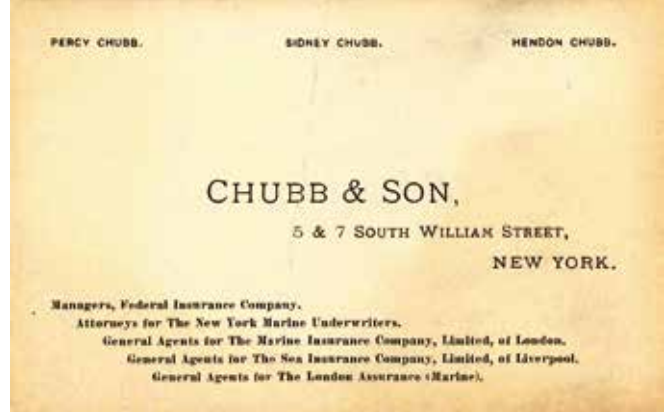 PERCY CHUBB. SIDNEY CHUBB. HENDON CHUBB.
CHUBB & SON,
5 & 7 SOUTH WILLIAM STREET,
NEW YORK.
Managers, Federal Insurance Company.
Attorneys for The New York Marine Underwriters.
General Agents for The Marine Insurance Company, Limited, of London.
General Agents for The Sea Insurance Company, Limited, of Liverpool.
General Agents for The London Assurance (Marine).